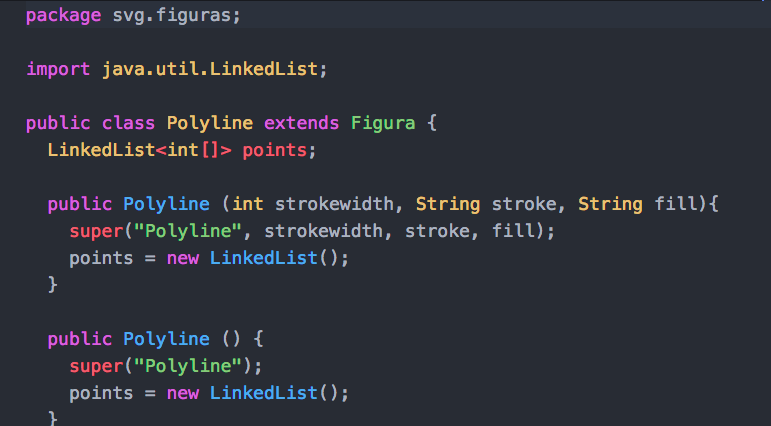 package svg.figuras;
import java.util.LinkedList;
public class Polyline extends Figura {
LinkedList<int[]> points;
public Polyline (int strokewidth, String stroke, String fill){
super("Polyline", strokewidth, stroke, fill);
points = new LinkedList();
}
public Polyline () {
super("Polyline");
points = new LinkedList();
}